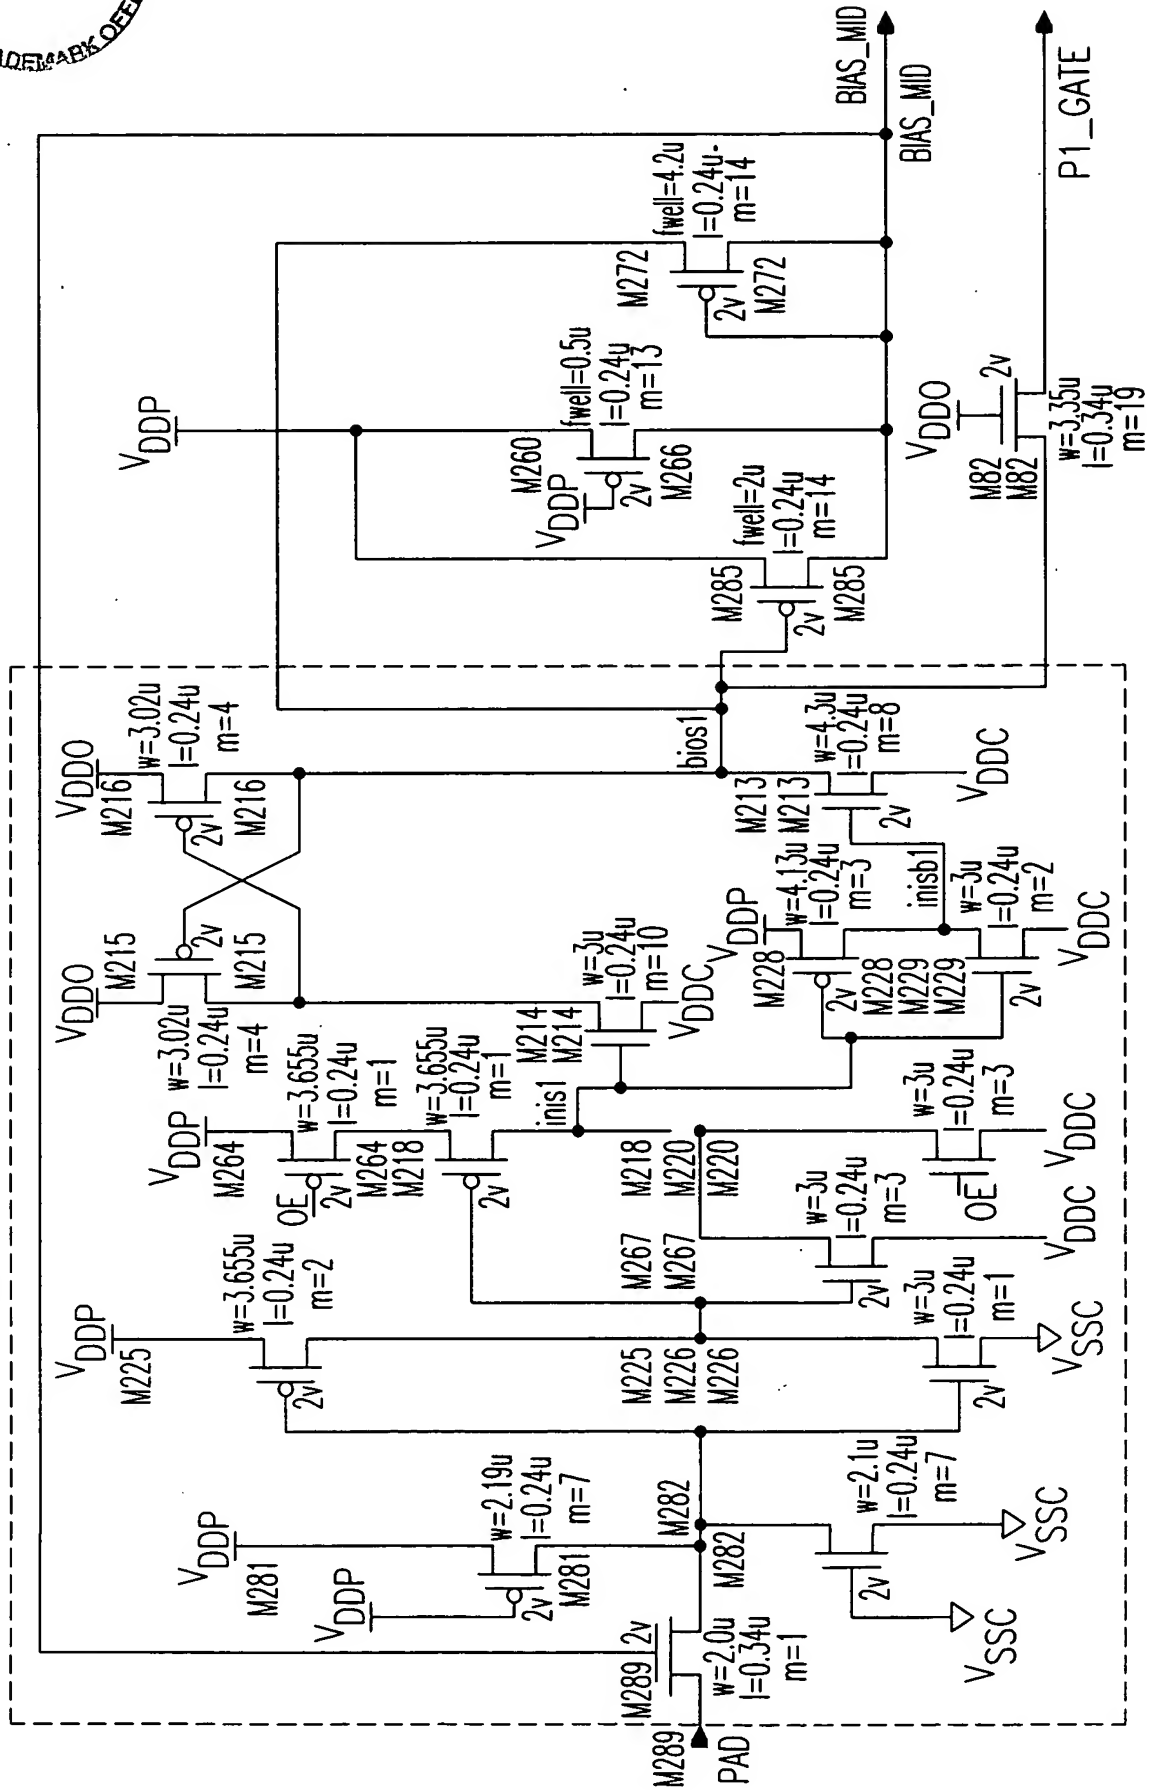 TRADEMARK OFFI
BIAS_MID
BIAS_MID
P1_GATE
fwell=4.2u
l=0.24u
m=14
M272
M272
2v
VDDP
fwell=0.5u
l=0.24u
m=13
M260
M266
VDDP
2v
fwell=2u
l=0.24u
m=14
M285
M285
2v
VDDO
2v
M82
M82
w=3.35u
l=0.34u
m=19
VDDO
M216
w=3.02u
l=0.24u
m=4
2v
M216
VDDO
M215
2v
M215
w=3.02u
l=0.24u
m=4
bios1
M213
M213
w=4.3u
l=0.24u
m=8
2v
VDDC
w=3u
l=0.24u
m=10
M214
M214
VDDC
VDDP
M228
w=4.13u
l=0.24u
m=3
2v
M228
M229
M229
inisb1
w=3u
l=0.24u
m=2
2v
VDDC
VDDP
M264
w=3.655u
l=0.24u
m=1
OE
2v
M264
M218
w=3.655u
l=0.24u
m=1
2v
inis1
M218
M220
M220
w=3u
l=0.24u
m=3
OE
VDDC
M267
M267
w=3u
l=0.24u
m=3
2v
VDDC
VDDP
M225
w=3.655u
l=0.24u
m=2
2v
M225
M226
M226
w=3u
l=0.24u
m=1
2v
VSSC
VDDP
M281
w=2.19u
l=0.24u
m=7
VDDP
2v
M281
M282
M282
w=2.1u
l=0.24u
m=7
2v
VSSC
VSSC
M289
2v
w=2.0u
l=0.34u
m=1
M289
PAD